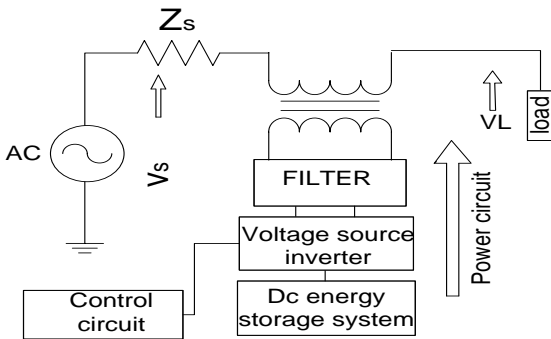 Zs
AC
Vs
VL
load
FILTER
Power circuit
Voltage source
inverter
Control
circuit
Dc energy
storage system